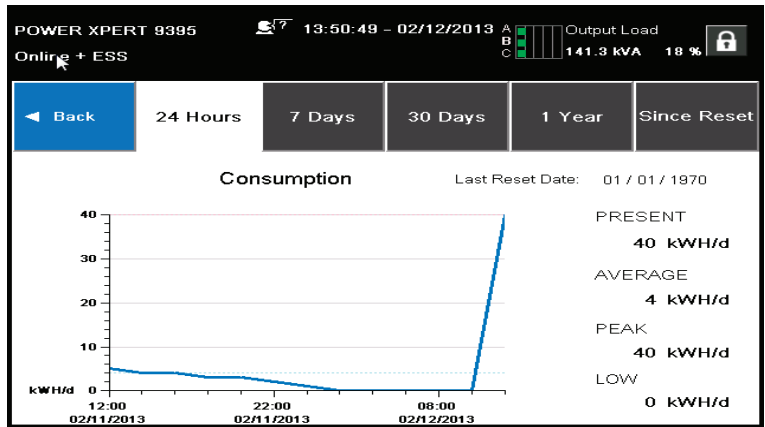 POWER XPERT 9395
7 13:50:49 - 02/12/2013
A
B
C
Output Load
141.3 kVA 18 %
Online + ESS
◄ Back
24 Hours
7 Days
30 Days
1 Year
Since Reset
Consumption
Last Reset Date: 01 / 01 / 1970
40
30
20
10
kWH/d 0
12:00
02/11/2013
22:00
02/11/2013
08:00
02/12/2013
PRESENT
40 kWH/d
AVERAGE
4 kWH/d
PEAK
40 kWH/d
LOW
0 kWH/d